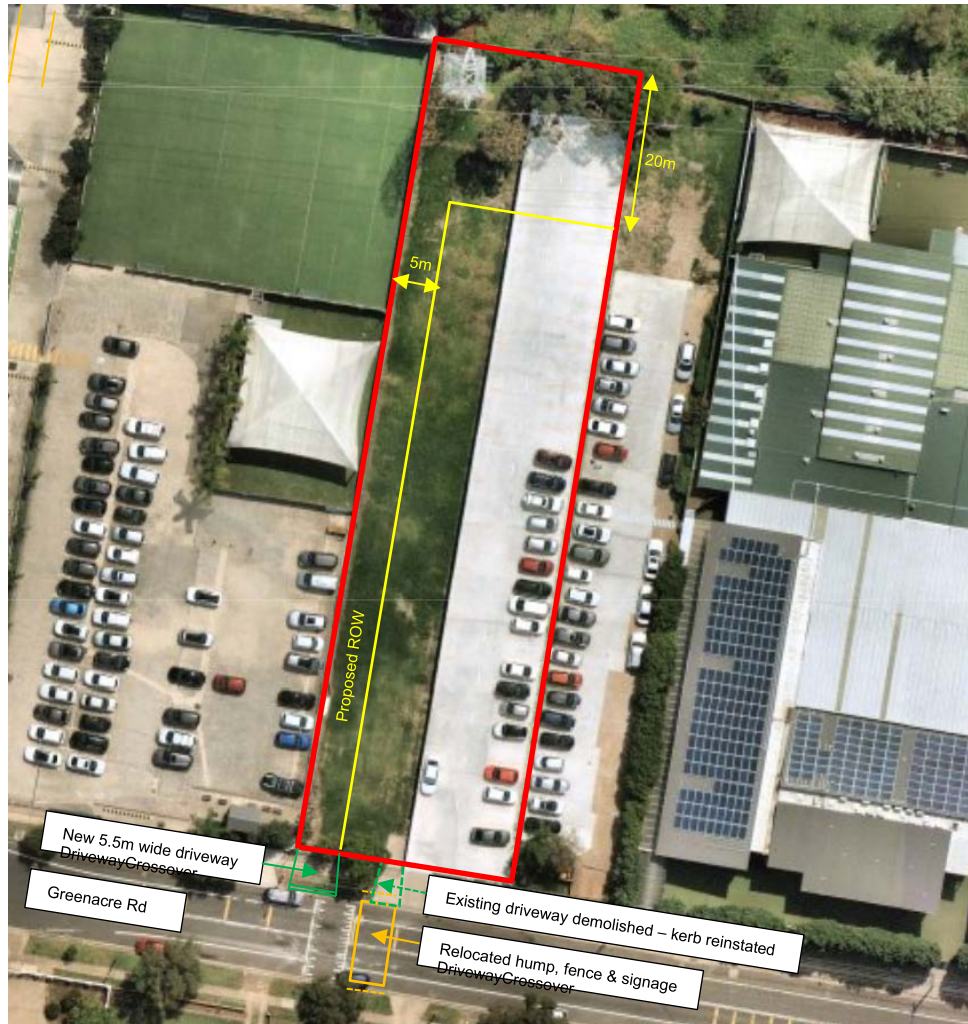 20m
5m
Proposed ROW
New 5.5m wide driveway
DrivewayCrossover
Greenacre Rd
Existing driveway demolished – kerb reinstated
Relocated hump, fence & signage
DrivewayCrossover